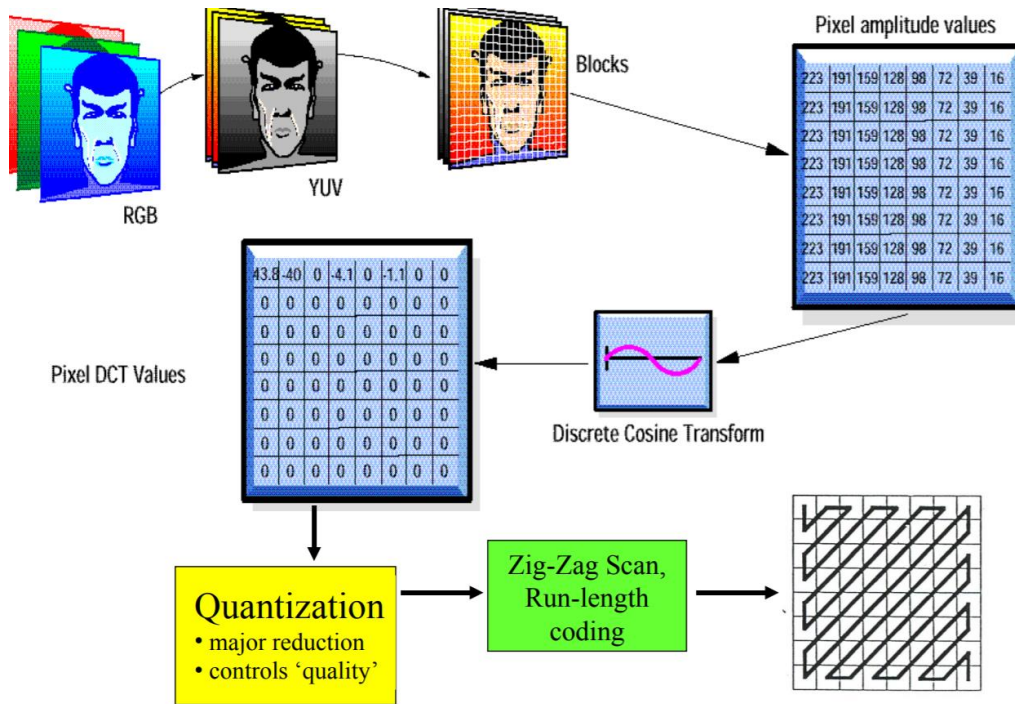 RGB
YUV
Blocks
Pixel amplitude values
223 191 159 128 98 72 39 16
223 191 159 128 98 72 39 16
223 191 159 128 98 72 39 16
223 191 159 128 98 72 39 16
223 191 159 128 98 72 39 16
223 191 159 128 98 72 39 16
223 191 159 128 98 72 39 16
223 191 159 128 98 72 39 16
Discrete Cosine Transform
Pixel DCT Values
43.8 -40 0 -4.1 0 -1.1 0 0
0 0 0 0 0 0 0 0
0 0 0 0 0 0 0 0
0 0 0 0 0 0 0 0
0 0 0 0 0 0 0 0
0 0 0 0 0 0 0 0
0 0 0 0 0 0 0 0
0 0 0 0 0 0 0 0
Quantization
• major reduction
• controls ‘quality’
Zig-Zag Scan,
Run-length
coding